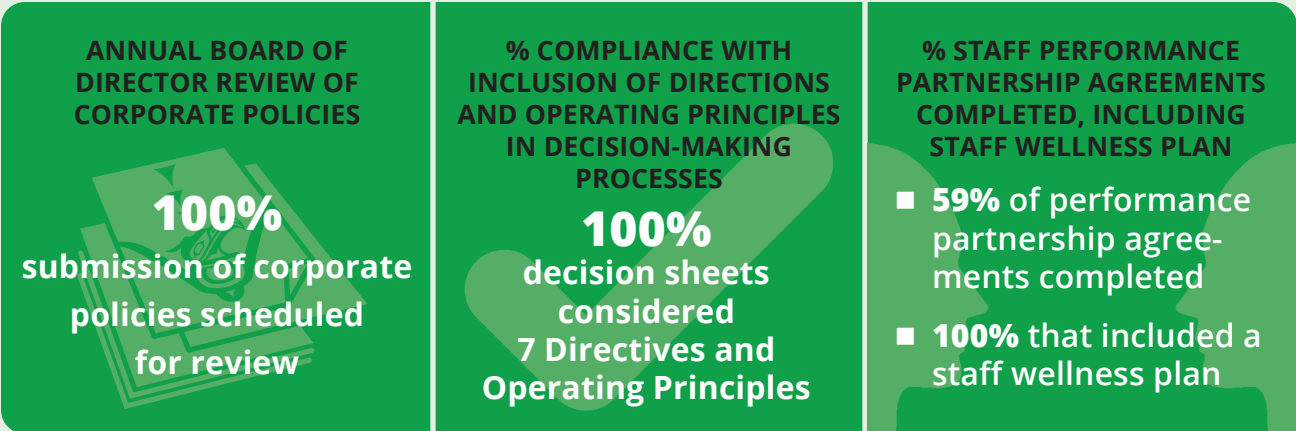 ANNUAL BOARD OF
DIRECTOR REVIEW OF
CORPORATE POLICIES
100%
submission of corporate
policies scheduled
for review
% COMPLIANCE WITH
INCLUSION OF DIRECTIONS
AND OPERATING PRINCIPLES
IN DECISION-MAKING
PROCESSES
100%
decision sheets
considered
7 Directives and
Operating Principles
% STAFF PERFORMANCE
PARTNERSHIP AGREEMENTS
COMPLETED, INCLUDING
STAFF WELLNESS PLAN
■ 59% of performance
partnership agree-
ments completed
■ 100% that included a
staff wellness plan